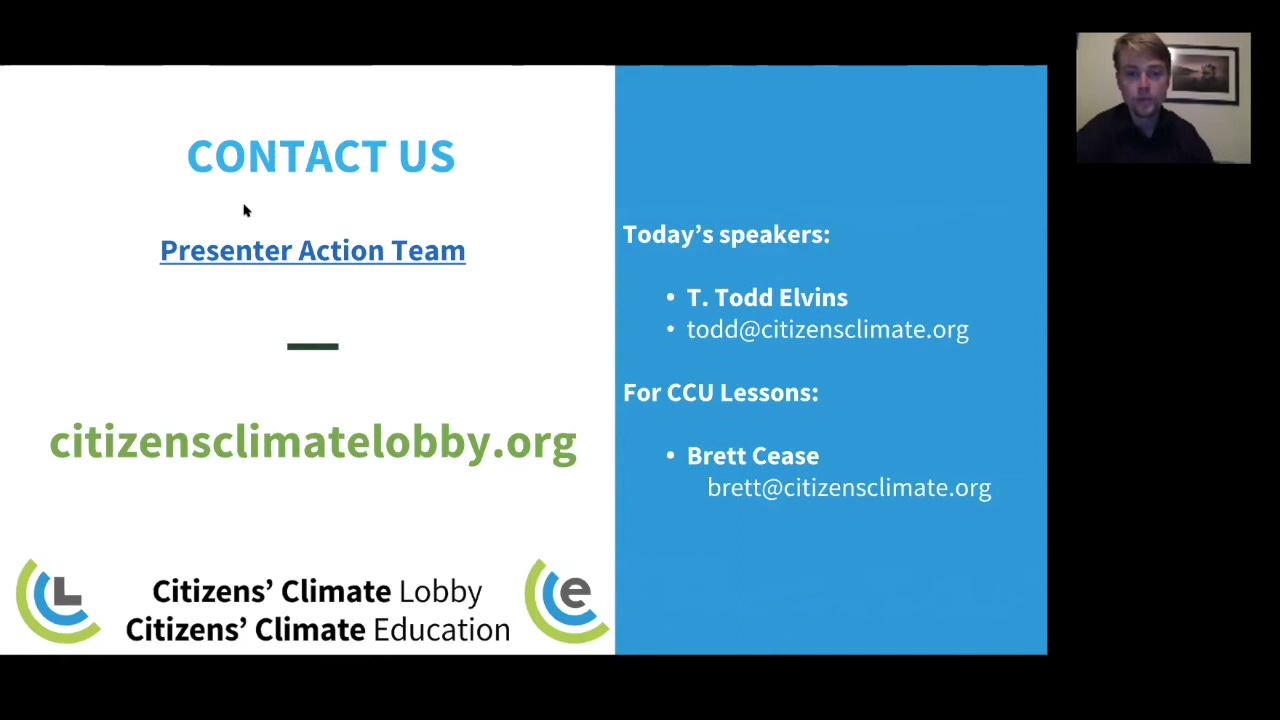 CONTACT US
Presenter Action Team
citizensclimatelobby.org
L
Citizens’ Climate Lobby
Citizens’ Climate Education
e
Today’s speakers:
• T. Todd Elvins
• todd@citizensclimate.org
For CCU Lessons:
• Brett Cease
brett@citizensclimate.org